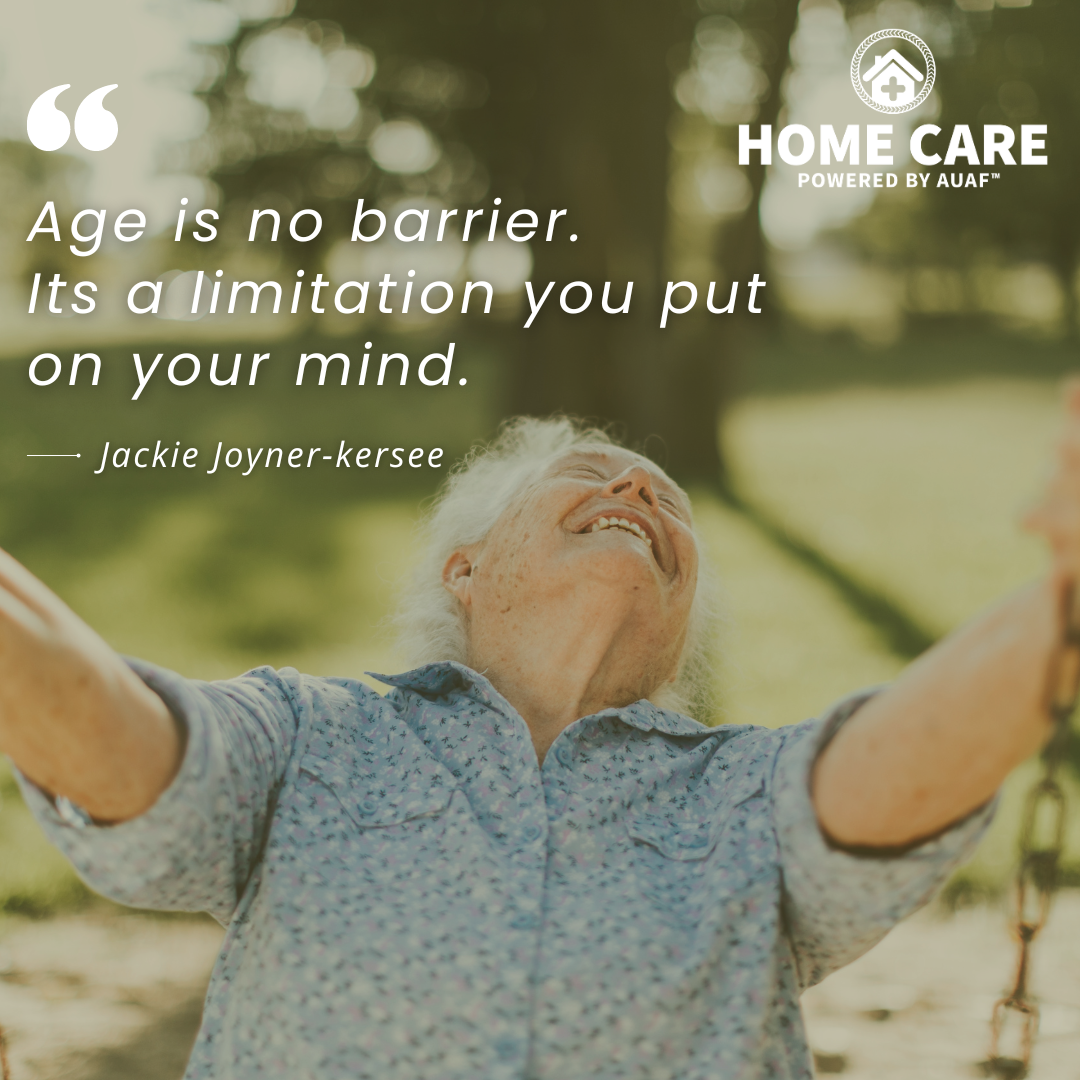 “
Age is no barrier.
Its a limitation you put
on your mind.
Jackie Joyner-kersee
HOME CARE
POWERED BY AUAF™